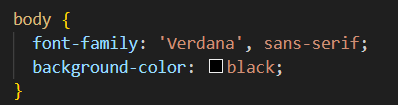 body {
  font-family: 'Verdana', sans-serif;
  background-color: black;
}